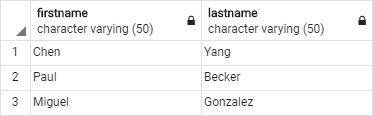 firstname lastname
character varying (50) character varying (50)
1 Chen Yang
2 Paul Becker
3 Miguel Gonzalez